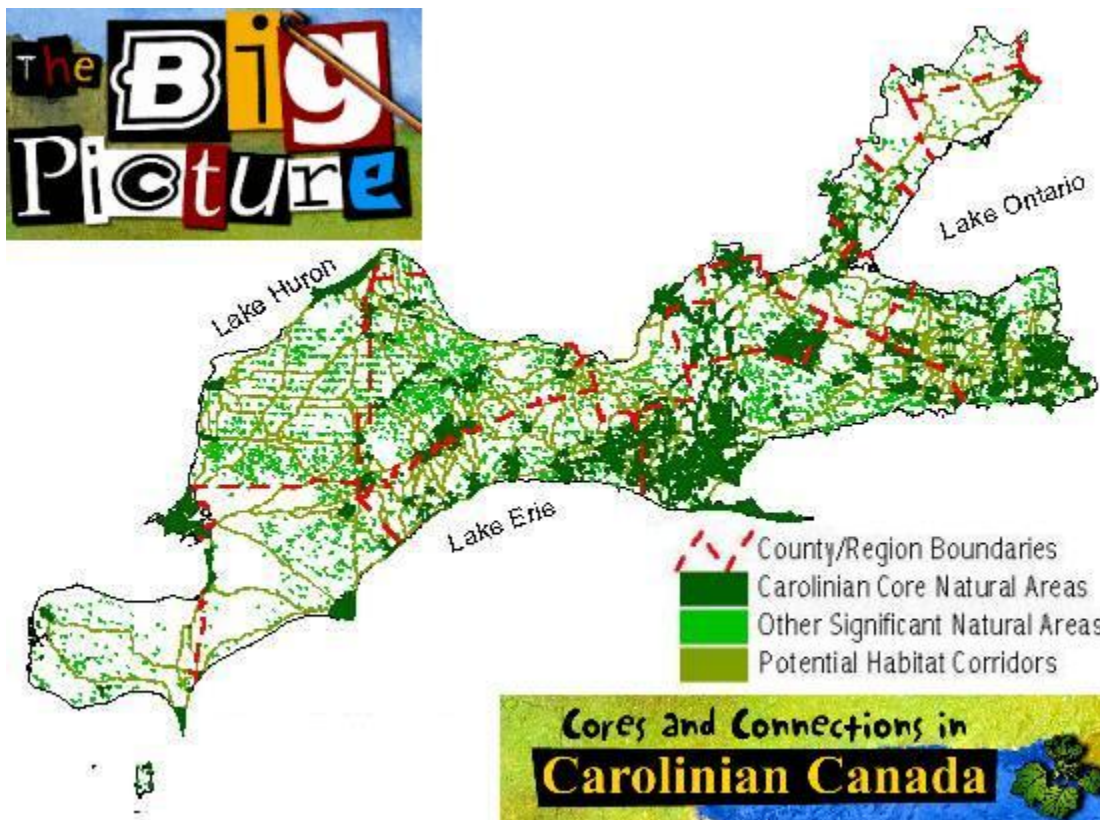 The Big
Picture
Lake Huron
Lake Ontario
Lake Erie
County/Region Boundaries
Carolinian Core Natural Areas
Other Significant Natural Areas
Potential Habitat Corridors
Cores and Connections in
Carolinian Canada